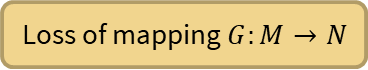 Loss of mapping G: M → N